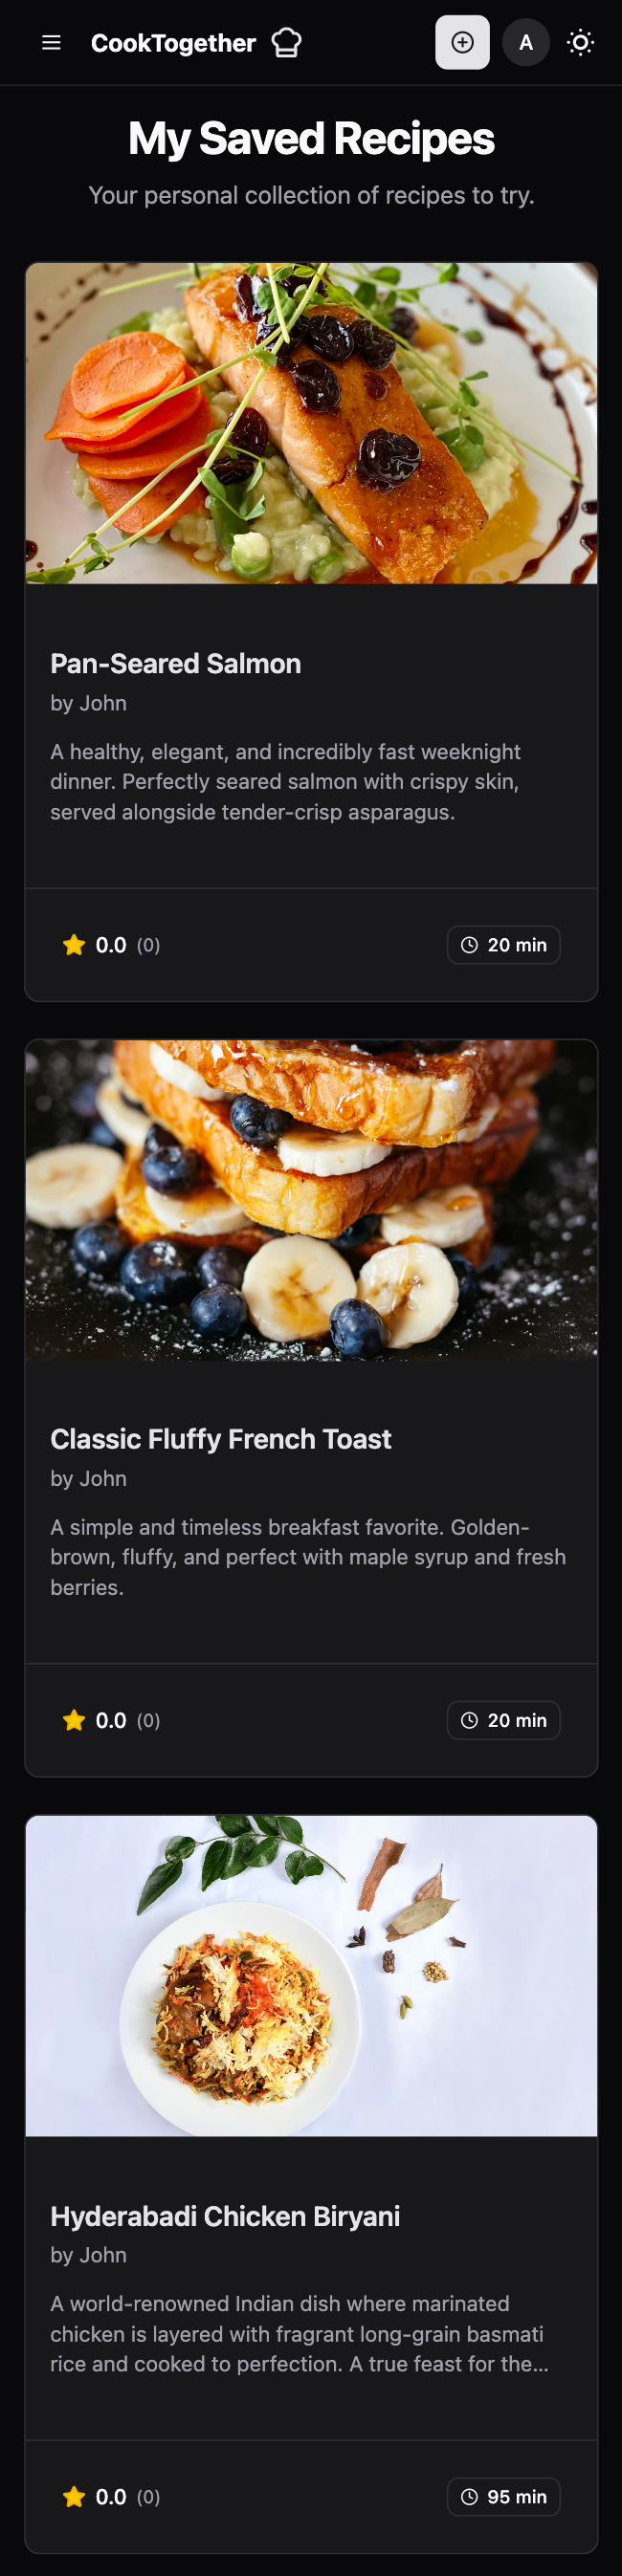 CookTogether
A
My Saved Recipes
Your personal collection of recipes to try.
Pan-Seared Salmon
by John
A healthy, elegant, and incredibly fast weeknight
dinner. Perfectly seared salmon with crispy skin,
served alongside tender-crisp asparagus.
0.0 (0) 20 min
Classic Fluffy French Toast
by John
A simple and timeless breakfast favorite. Golden-
brown, fluffy, and perfect with maple syrup and fresh
berries.
0.0 (0) 20 min
Hyderabadi Chicken Biryani
by John
A world-renowned Indian dish where marinated
chicken is layered with fragrant long-grain basmati
rice and cooked to perfection. A true feast for the...
0.0 (0) 95 min